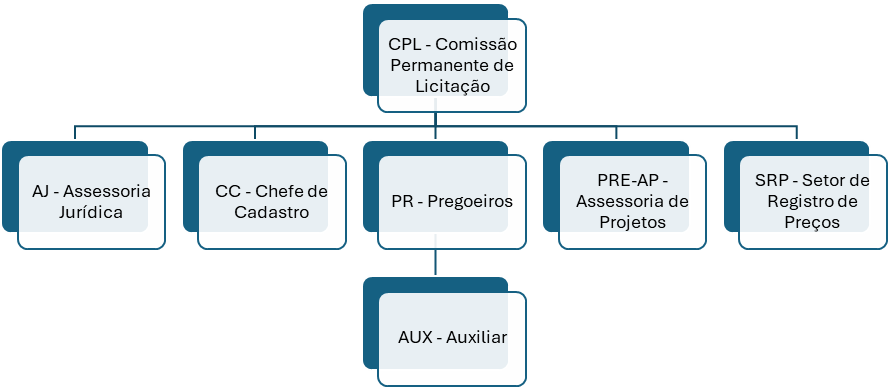 CPL - Comissão
Permanente de
Licitação
AJ - Assessoria
Jurídica
CC - Chefe de
Cadastro
PR - Pregoeiros
PRE-AP -
Assessoria de
Projetos
SRP - Setor de
Registro de
Preços
AUX - Auxiliar